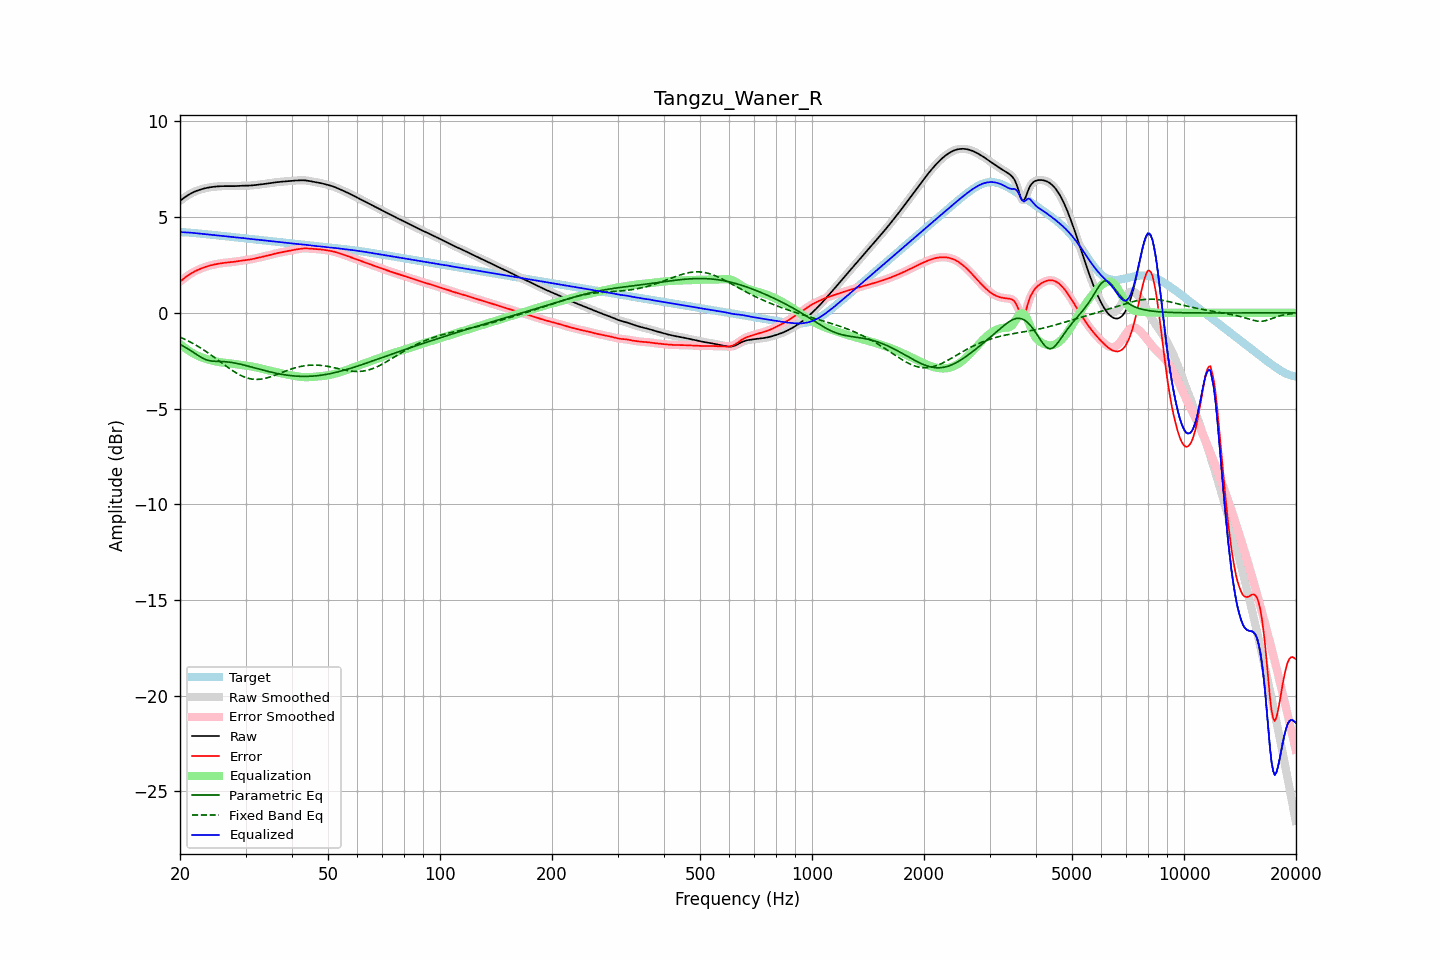 Tangzu_Waner_R
10
5
0
−5
−10
−15
−20
−25
Amplitude (dBr)
Target
Raw Smoothed
Error Smoothed
Raw
Error
Equalization
Parametric Eq
Fixed Band Eq
Equalized
20 50 100 200 500 1000 2000 5000 10000 20000
Frequency (Hz)